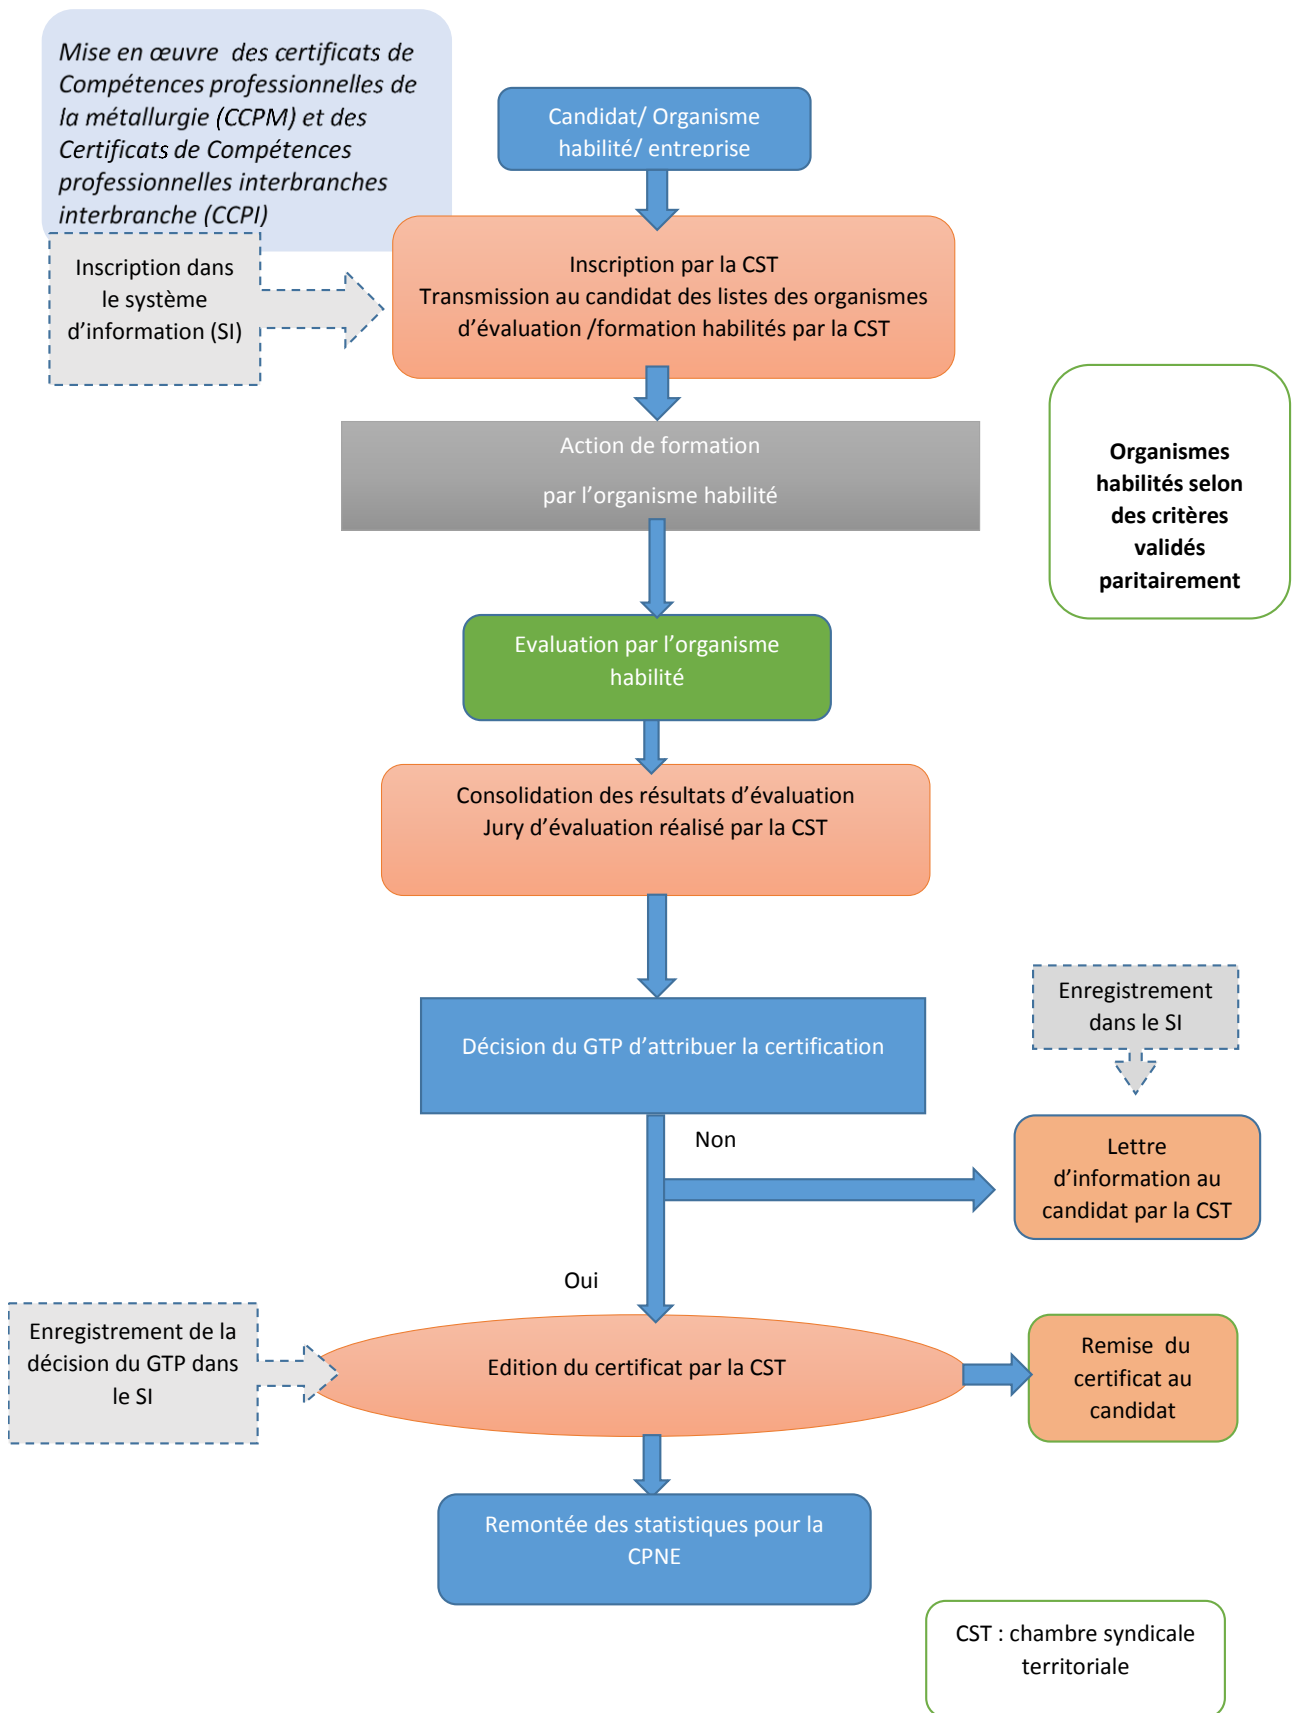 Mise en œuvre  des certificats de
Compétences professionnelles de
la métallurgie (CCPM) et des
Certificats de Compétences
professionnelles interbranches
interbranche (CCPI)
Candidat/ Organisme
habilité/ entreprise
Inscription dans
le système
d’information (SI)
Inscription par la CST
Transmission au candidat des listes des organismes
d’évaluation /formation habilités par la CST
Action de formation
par l’organisme habilité
Organismes
habilités selon
des critères
validés
paritairement
Evaluation par l’organisme
habilité
Consolidation des résultats d’évaluation
Jury d’évaluation réalisé par la CST
Décision du GTP d’attribuer la certification
Enregistrement
dans le SI
Non
Lettre
d’information au
candidat par la CST
Oui
Enregistrement de la
décision du GTP dans
le SI
Edition du certificat par la CST
Remise  du
certificat au
candidat
Remontée des statistiques pour la
CPNE
CST : chambre syndicale
territoriale